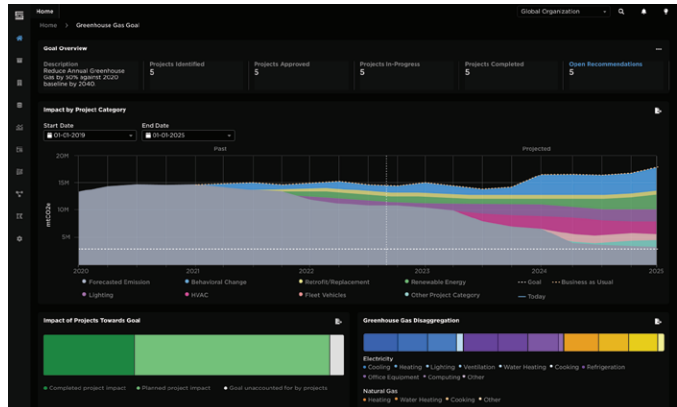 Home
Global Organization
Home > Greenhouse Gas Goal
Goal Overview
Description
Reduce Annual Greenhouse
Gas by 50% against 2020
baseline by 2040.
Projects Identified
5
Projects Approved
5
Projects In-Progress
5
Projects Completed
5
Open Recommendations
5
Impact by Project Category
Start Date
End Date
01-01-2019
01-01-2025
Past
Projected
20M
15M
10M
5M
mtCO2e
2020
2021
2022
2023
2024
2025
Forecasted Emission
Behavioral Change
Retrofit/Replacement
Renewable Energy
Goal
Business as Usual
Lighting
HVAC
Fleet Vehicles
Other Project Category
Today
Impact of Projects Towards Goal
Completed project impact
Planned project impact
Goal unaccounted for by projects
Greenhouse Gas Disaggregation
Electricity
Cooling Heating Lighting Ventilation Water Heating Cooking Refrigeration
Office Equipment Computing Other
Natural Gas
Heating Water Heating Cooking Other